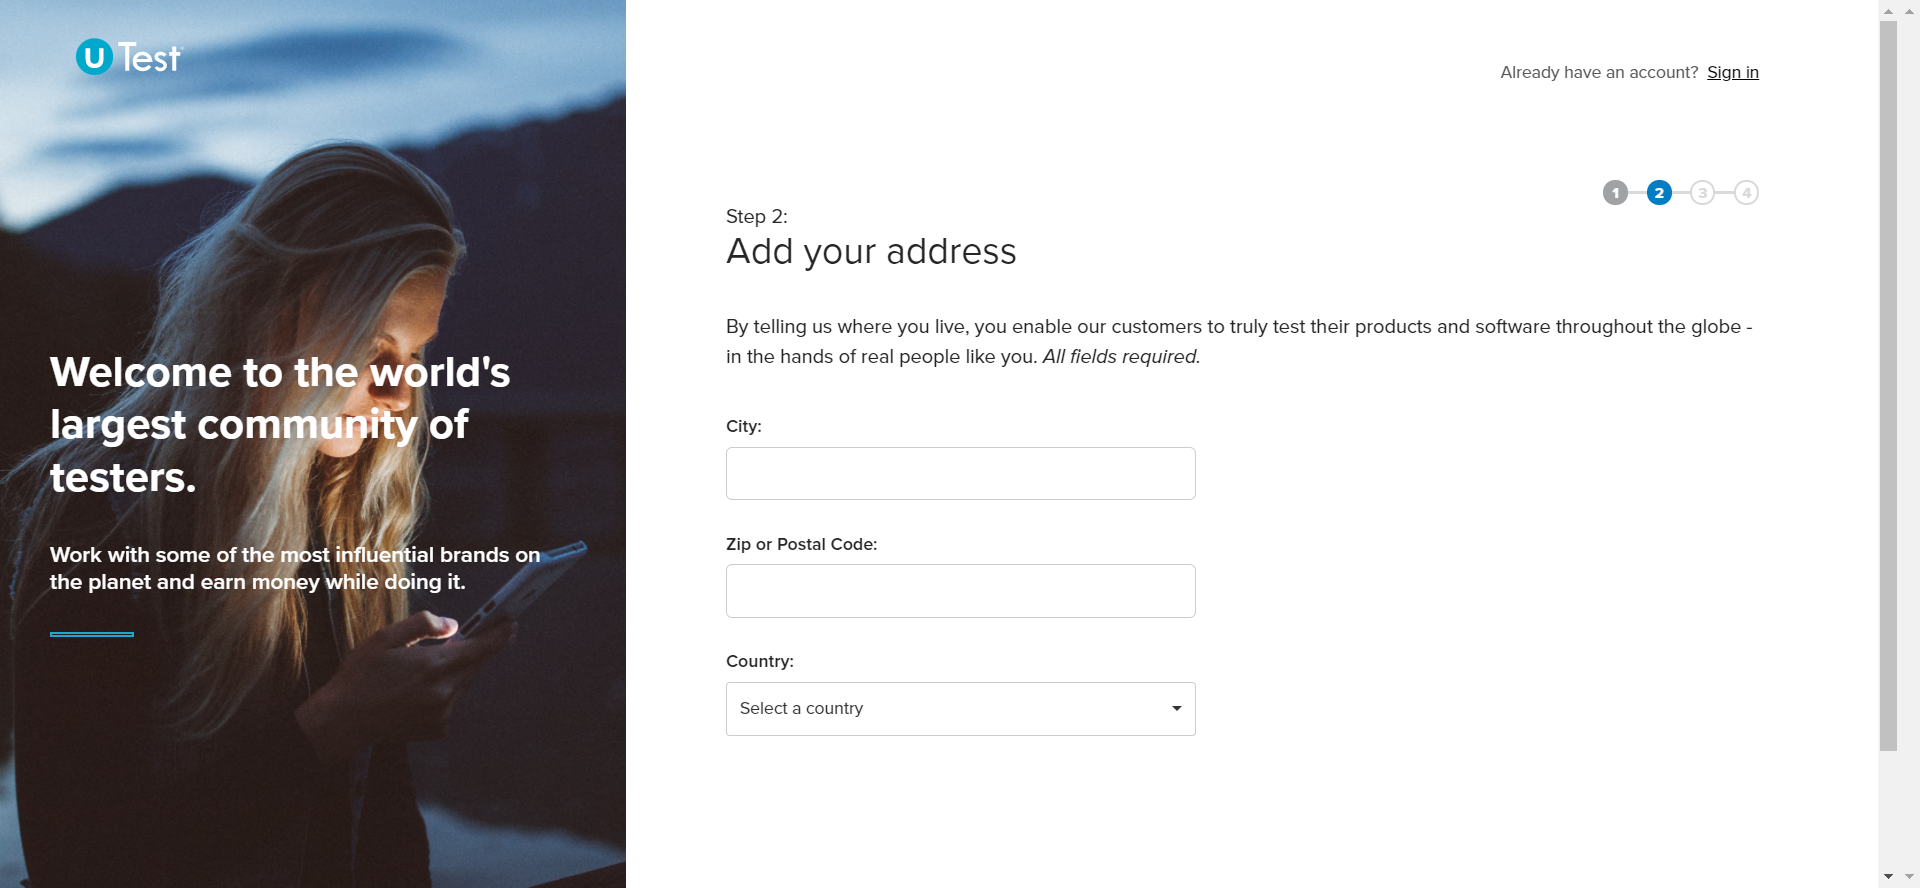 U Test
Welcome to the world's
largest community of
testers.
Work with some of the most influential brands on
the planet and earn money while doing it.
Already have an account? Sign in
1 2 3 4
Step 2:
Add your address
By telling us where you live, you enable our customers to truly test their products and software throughout the globe -
in the hands of real people like you. All fields required.
City:
Zip or Postal Code:
Country:
Select a country